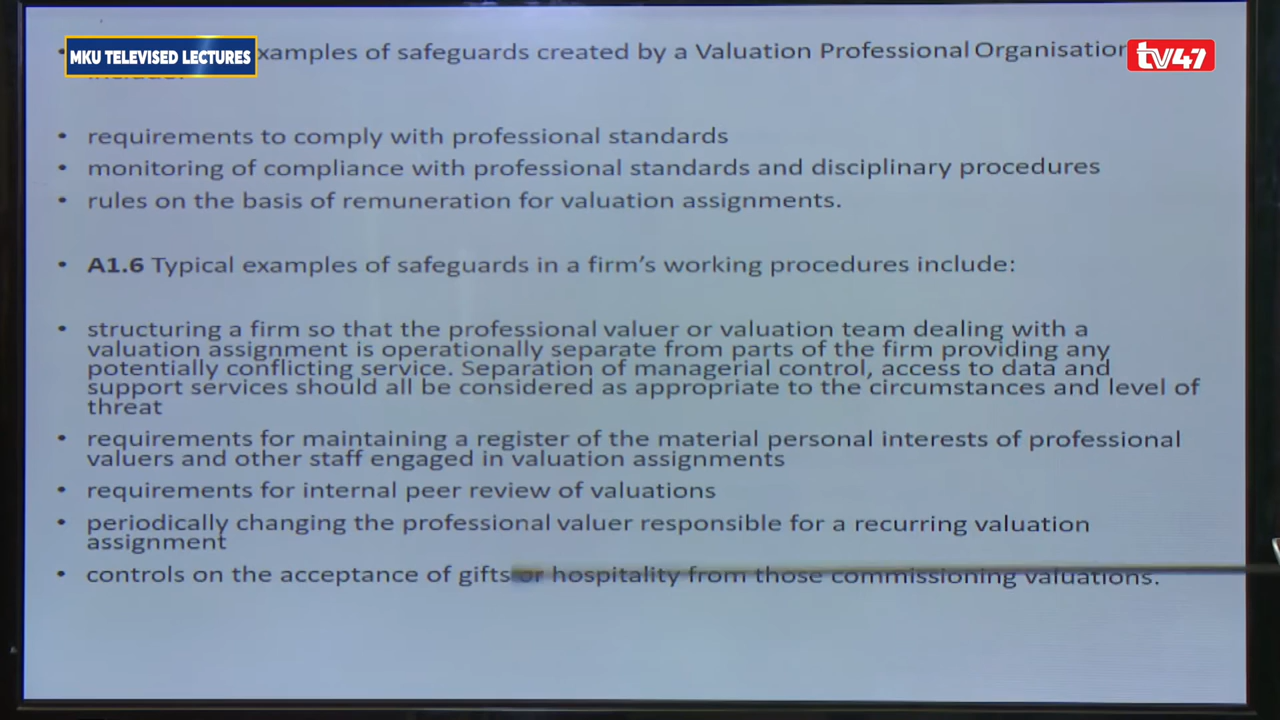 MKU TELEVISED LECTURES
tv47
examples of safeguards created by a Valuation Professional Organisation
include:
• requirements to comply with professional standards
• monitoring of compliance with professional standards and disciplinary procedures
• rules on the basis of remuneration for valuation assignments.
• A1.6 Typical examples of safeguards in a firm's working procedures include:
• structuring a firm so that the professional valuer or valuation team dealing with a
valuation assignment is operationally separate from parts of the firm providing any
potentially conflicting service. Separation of managerial control, access to data and
support services should all be considered as appropriate to the circumstances and level of
threat
• requirements for maintaining a register of the material personal interests of professional
valuers and other staff engaged in valuation assignments
• requirements for internal peer review of valuations
• periodically changing the professional valuer responsible for a recurring valuation
assignment
• controls on the acceptance of gifts or hospitality from those commissioning valuations.